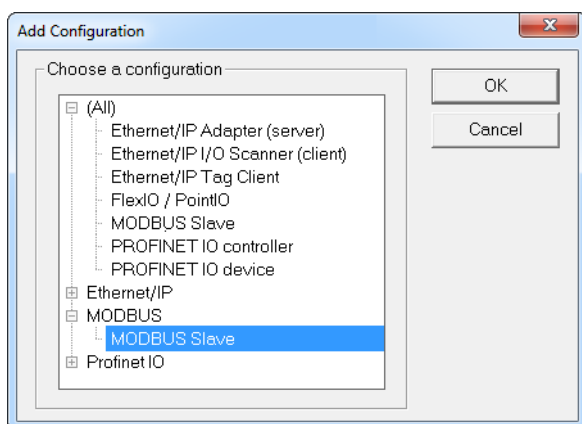 Add Configuration
Choose a configuration
OK
Cancel
(All)
Ethernet/IP Adapter (server)
Ethernet/IP I/O Scanner (client)
Ethernet/IP Tag Client
FlexIO / PointIO
MODBUS Slave
PROFINET IO controller
PROFINET IO device
Ethernet/IP
MODBUS
MODBUS Slave
Profinet IO